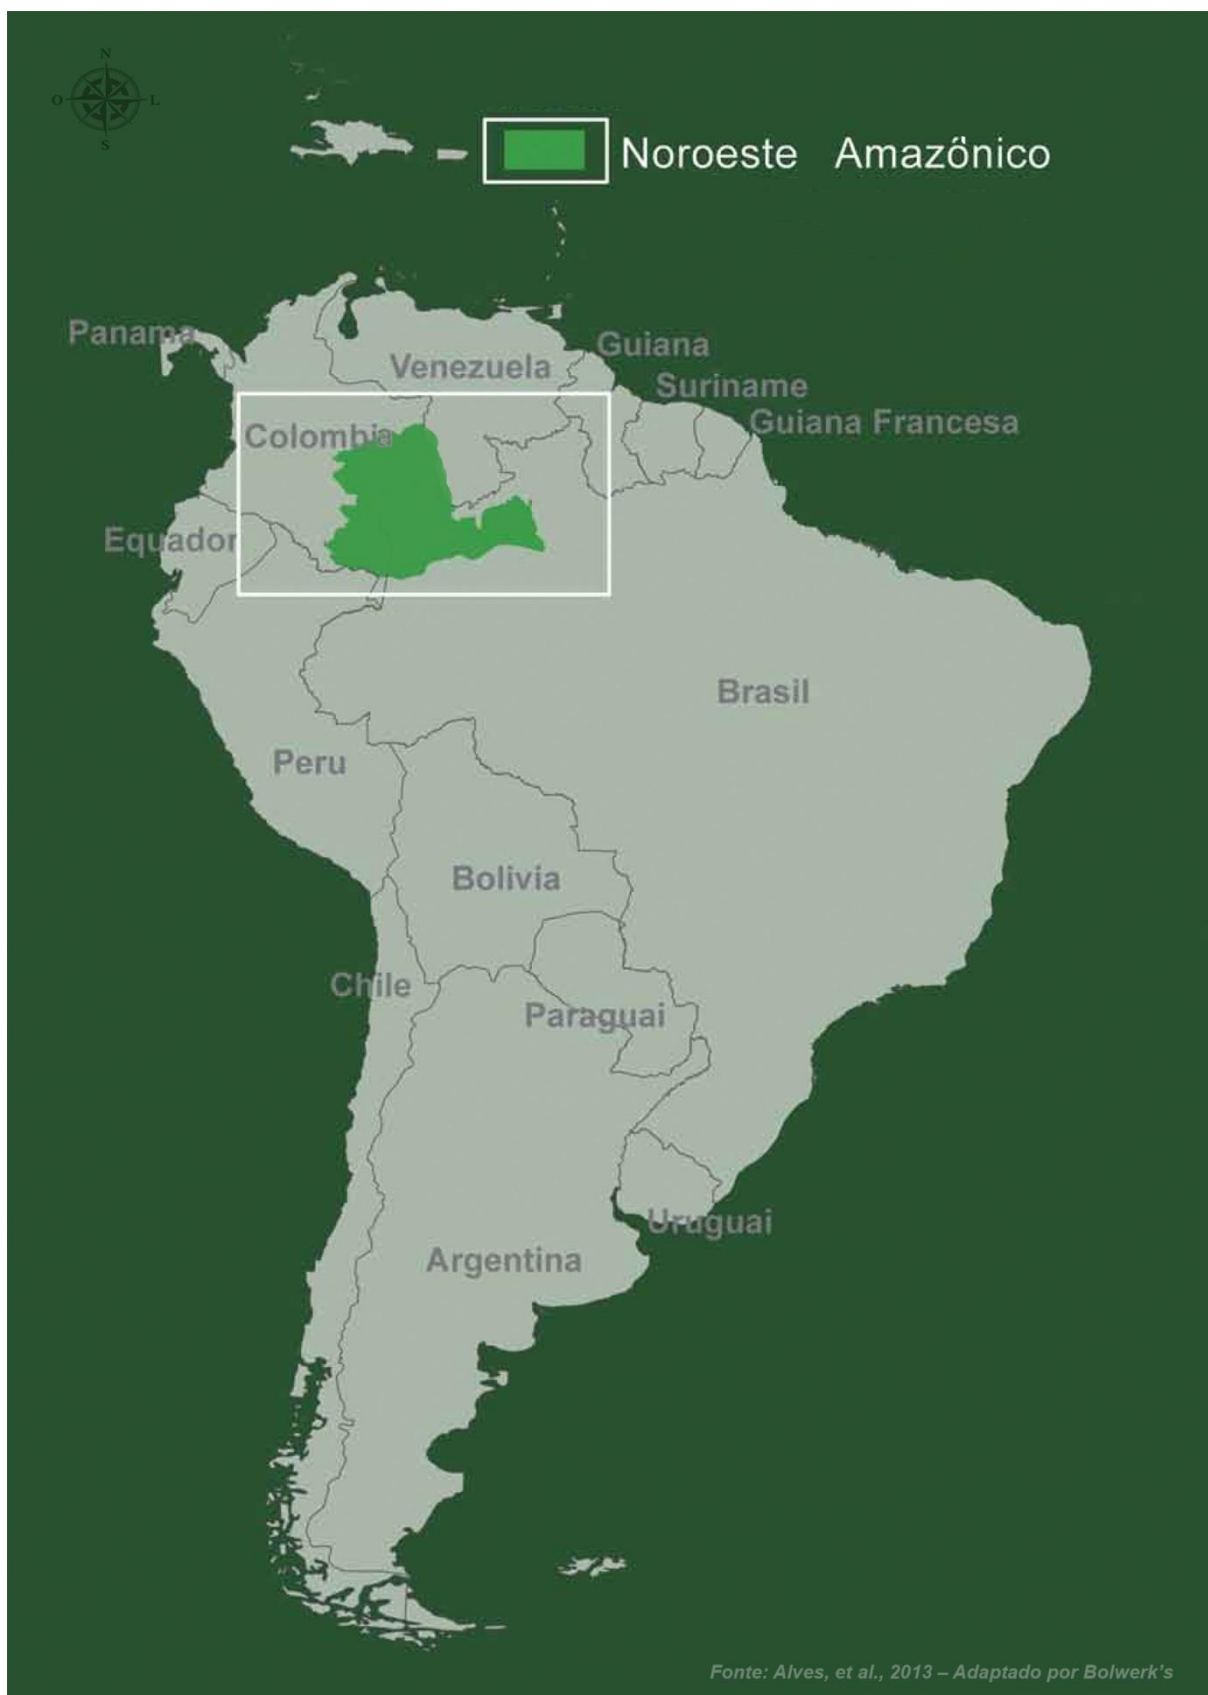 N
O L
S
Noroeste Amazönico
Panama
Guiana
Venezuela
Suriname
Guiana Francesa
Colombia
Equador
Brasil
Peru
Bolivia
Chile
Paraguai
Uruguai
Argentina
Fonte: Alves, et al., 2013 – Adaptado por Bolwerk's